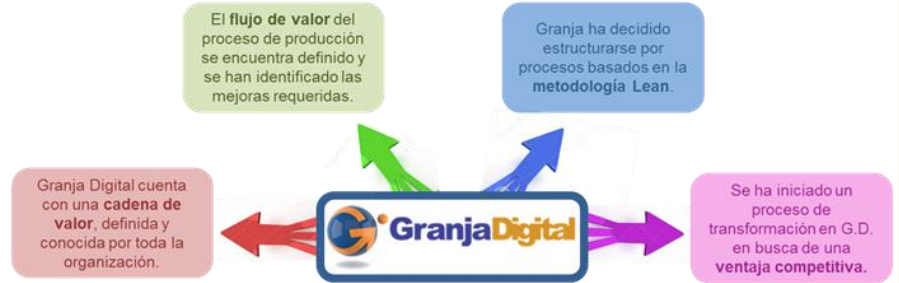 El flujo de valor del
proceso de producción
se encuentra definido y
se han identificado las
mejoras requeridas.
Granja ha decidido
estructurarse por
procesos basados en la
metodología Lean.
Granja Digital cuenta
con una cadena de
valor, definida y
conocida por toda la
organización.
GranjaDigital
Se ha iniciado un
proceso de
transformación en G.D.
en busca de una
ventaja competitiva.